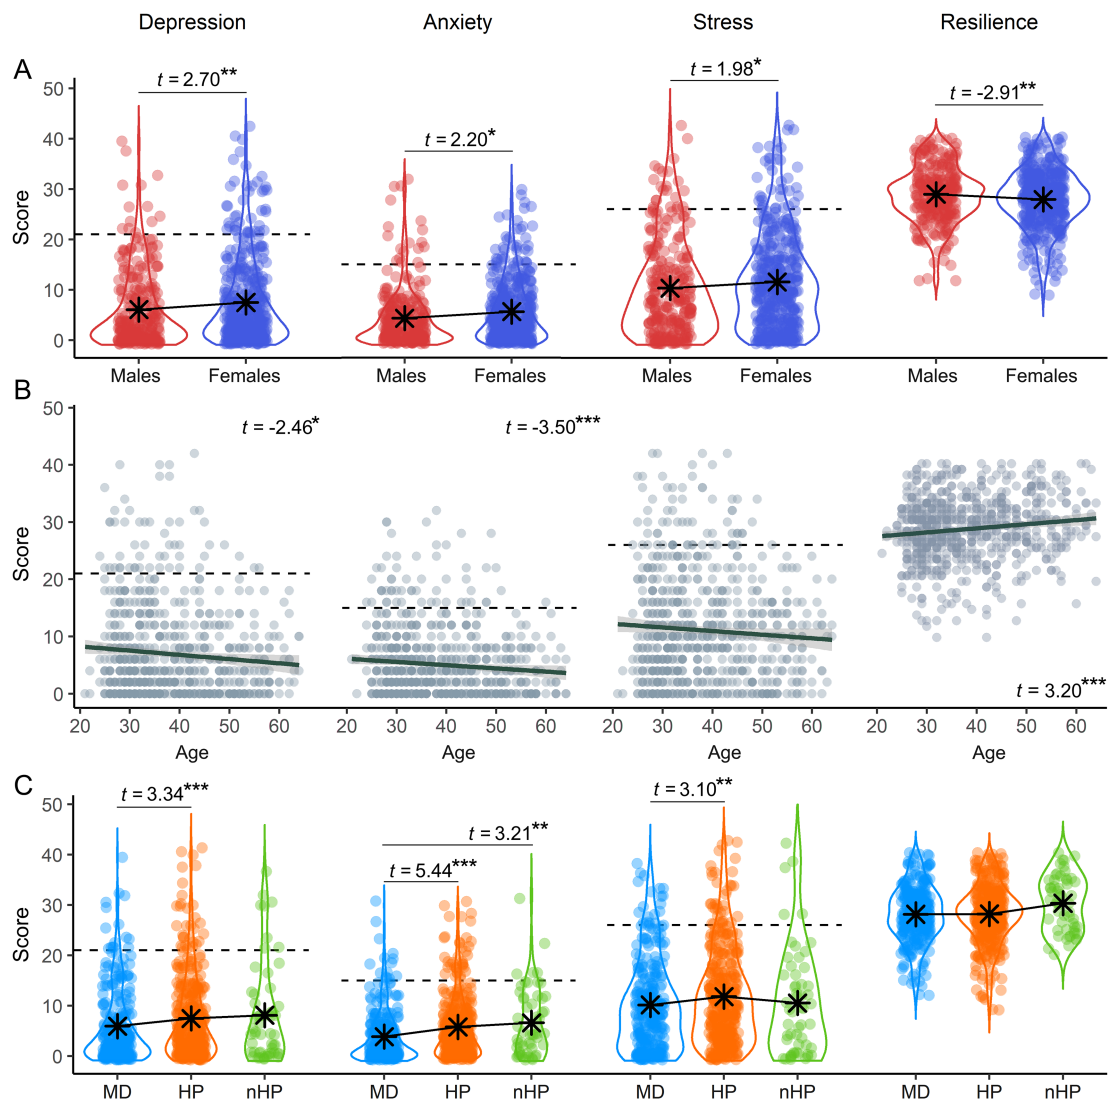 Depression Anxiety Stress Resilience
A
t = 2.70** t = 2.20* t = 1.98* t = -2.91**
Score
50
40
30
20
10
0
Males Females Males Females Males Females Males Females
B
t = -2.46* t = -3.50***
Score
50
40
30
20
10
0
t = 3.20***
20 30 40 50 60 20 30 40 50 60 20 30 40 50 60 20 30 40 50 60
Age Age Age Age
C
t = 3.34*** t = 3.21** t = 5.44*** t = 3.10**
Score
50
40
30
20
10
0
MD HP nHP MD HP nHP MD HP nHP MD HP nHP